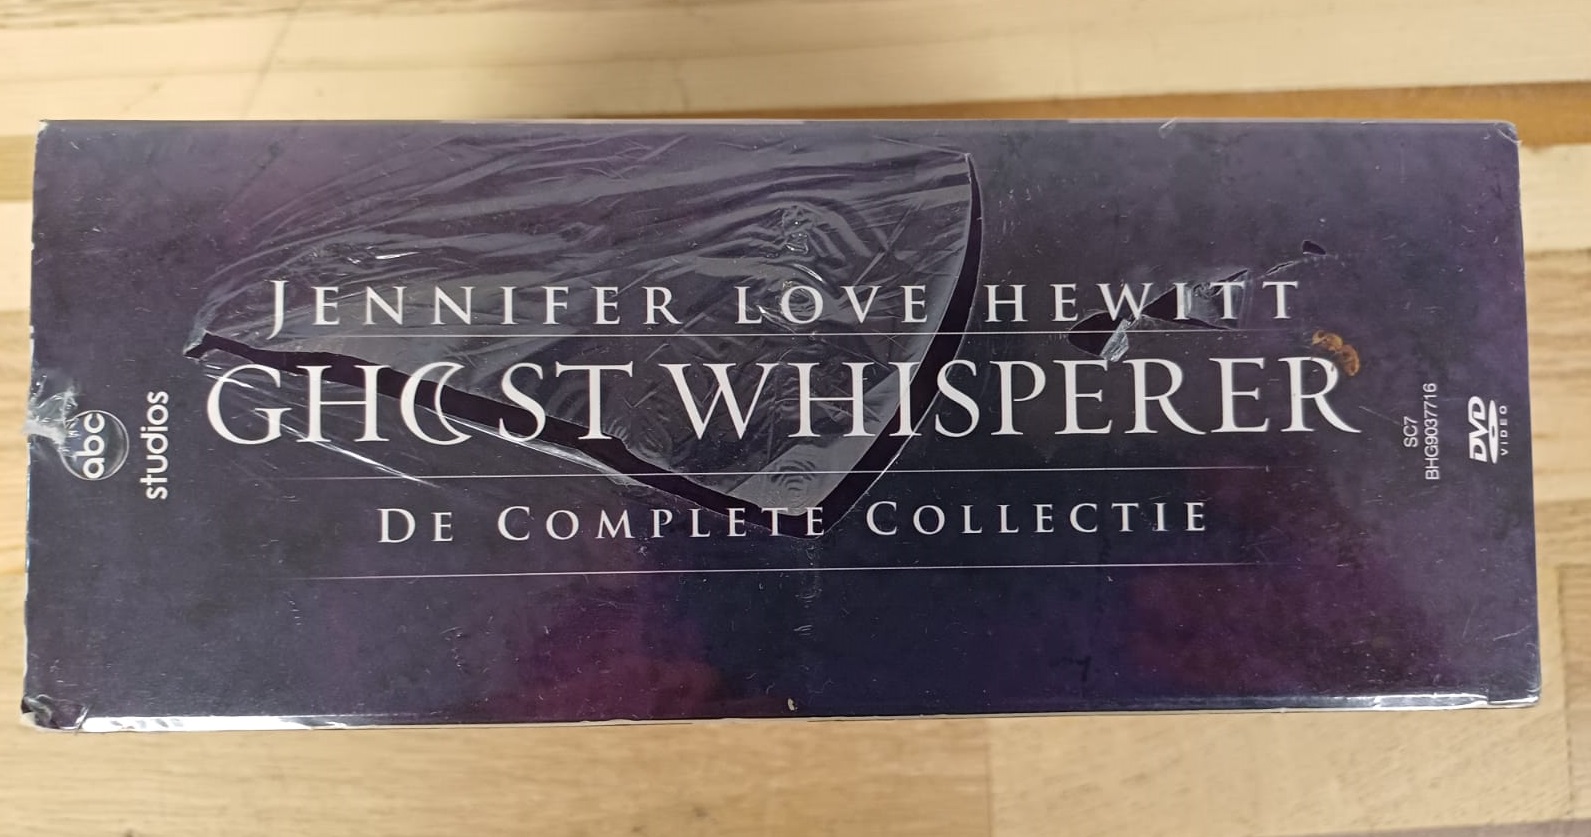 JENNIFER LOVE HEWITT
GHOST WHISPERER
DE COMPLETE COLLECTIE
abc
studios
SC7
BHG9037716
DVD
VIDEO